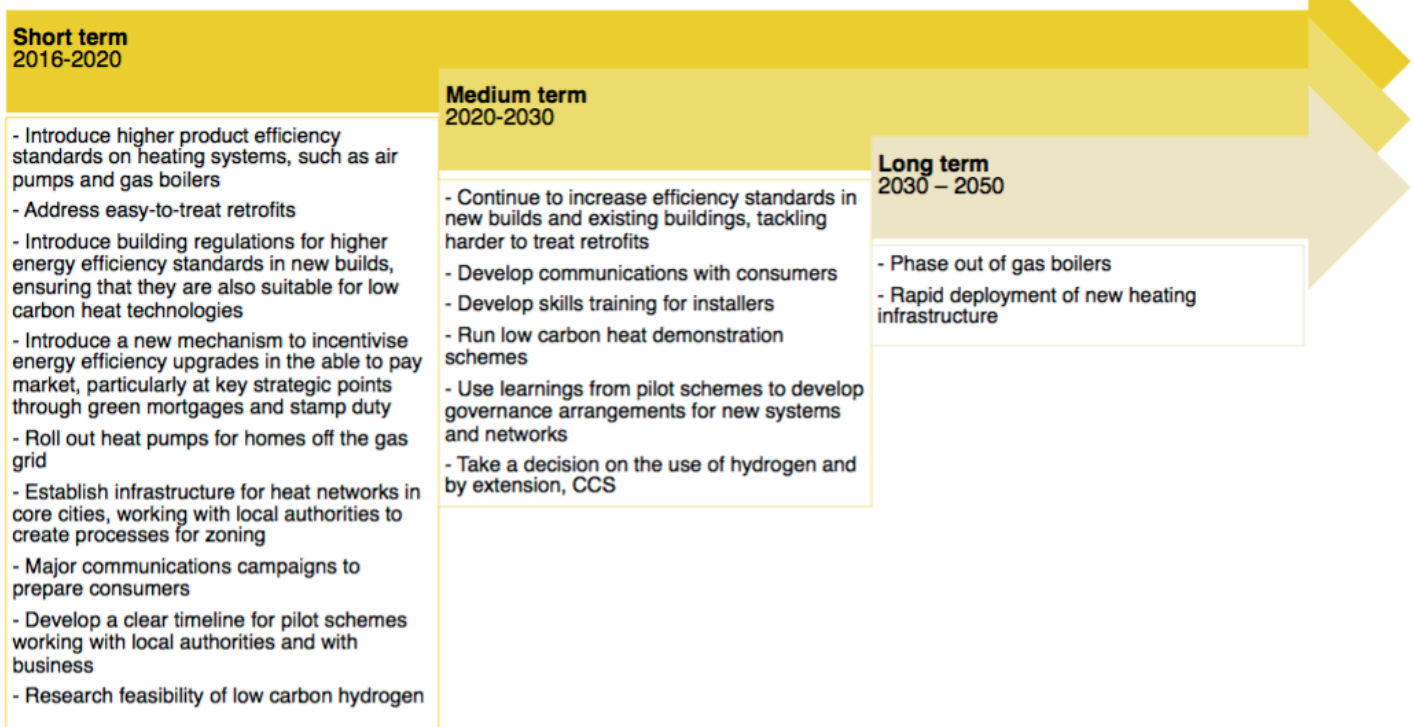 Short term
2016-2020
- Introduce higher product efficiency
standards on heating systems, such as air
pumps and gas boilers
- Address easy-to-treat retrofits
- Introduce building regulations for higher
energy efficiency standards in new builds,
ensuring that they are also suitable for low
carbon heat technologies
- Introduce a new mechanism to incentivise
energy efficiency upgrades in the able to pay
market, particularly at key strategic points
through green mortgages and stamp duty
- Roll out heat pumps for homes off the gas
grid
- Establish infrastructure for heat networks in
core cities, working with local authorities to
create processes for zoning
- Major communications campaigns to
prepare consumers
- Develop a clear timeline for pilot schemes
working with local authorities and with
business
- Research feasibility of low carbon hydrogen
Medium term
2020-2030
- Continue to increase efficiency standards in
new builds and existing buildings, tackling
harder to treat retrofits
- Develop communications with consumers
- Develop skills training for installers
- Run low carbon heat demonstration
schemes
- Use learnings from pilot schemes to develop
governance arrangements for new systems
and networks
- Take a decision on the use of hydrogen and
by extension, CCS
Long term
2030 – 2050
- Phase out of gas boilers
- Rapid deployment of new heating
infrastructure